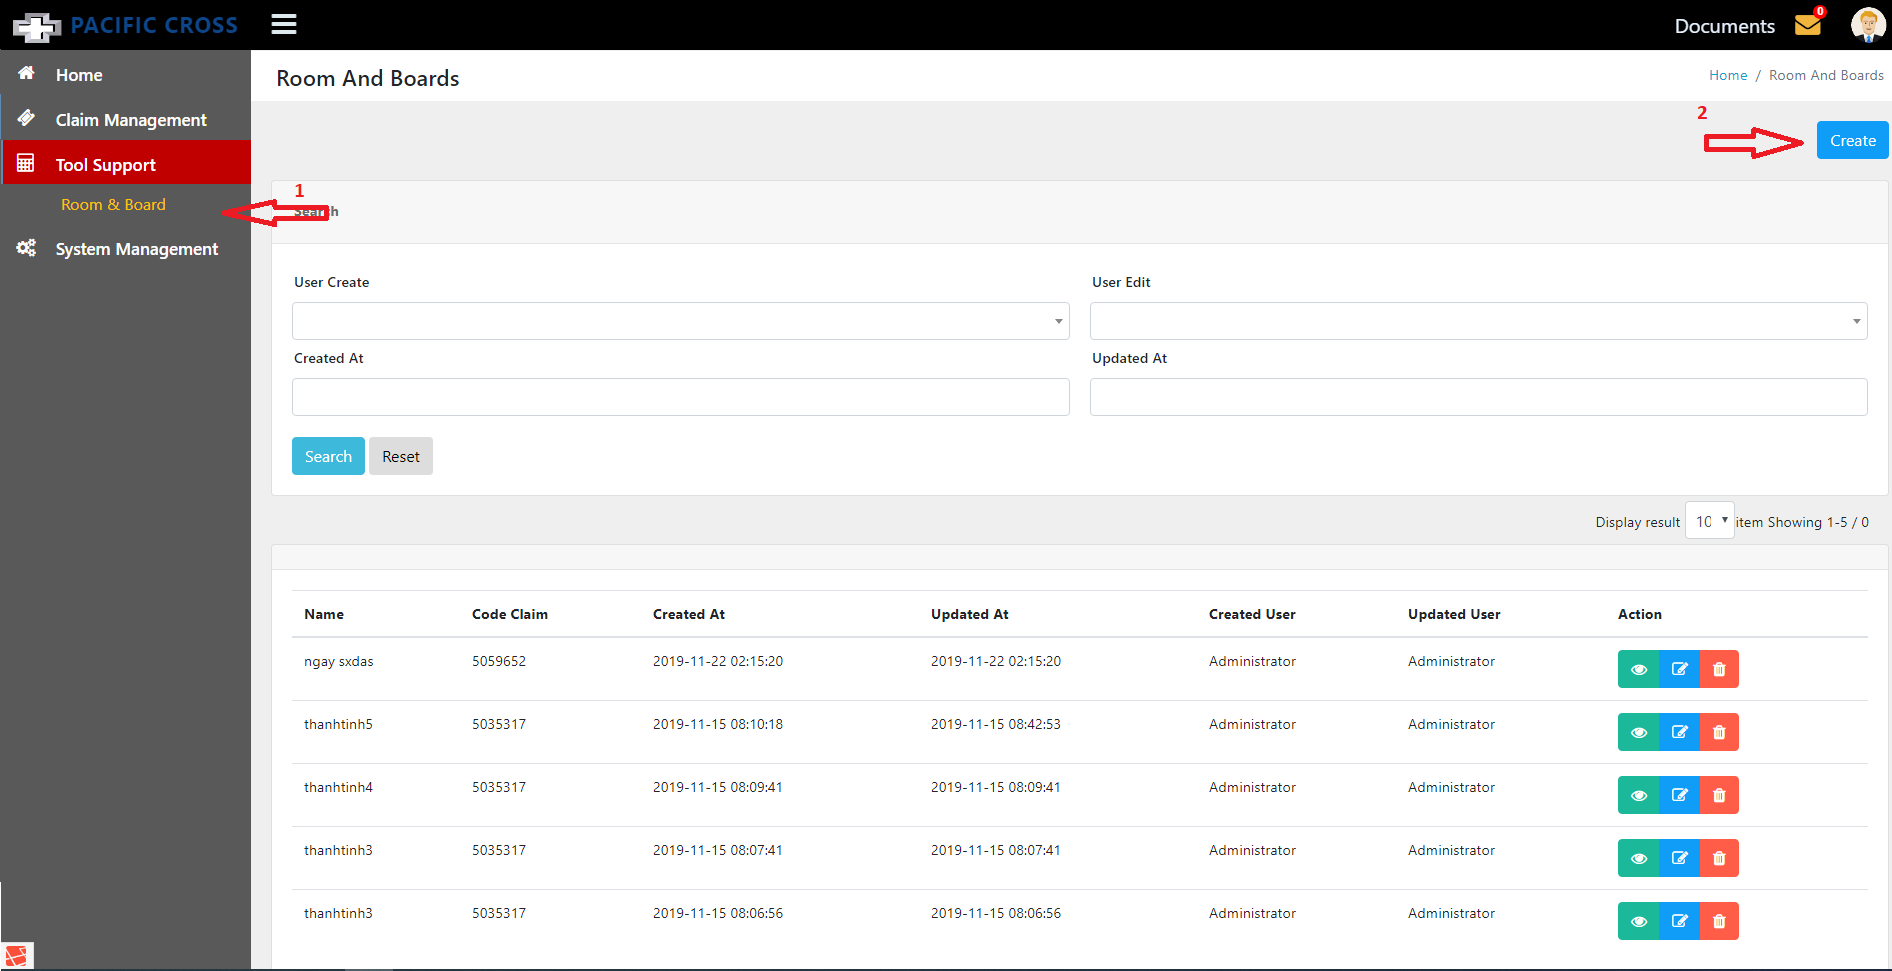 PACIFIC CROSS
Documents
0
Home
Claim Management
Tool Support
Room & Board
System Management
Room And Boards
Home / Room And Boards
2
Create
1
Search
User Create
User Edit
Created At
Updated At
Search Reset
Display result 10 item Showing 1-5 / 0
Name Code Claim Created At Updated At Created User Updated User Action
ngay sxdas 5059652 2019-11-22 02:15:20 2019-11-22 02:15:20 Administrator Administrator
thanhtinh5 5035317 2019-11-15 08:10:18 2019-11-15 08:42:53 Administrator Administrator
thanhtinh4 5035317 2019-11-15 08:09:41 2019-11-15 08:09:41 Administrator Administrator
thanhtinh3 5035317 2019-11-15 08:07:41 2019-11-15 08:07:41 Administrator Administrator
thanhtinh3 5035317 2019-11-15 08:06:56 2019-11-15 08:06:56 Administrator Administrator